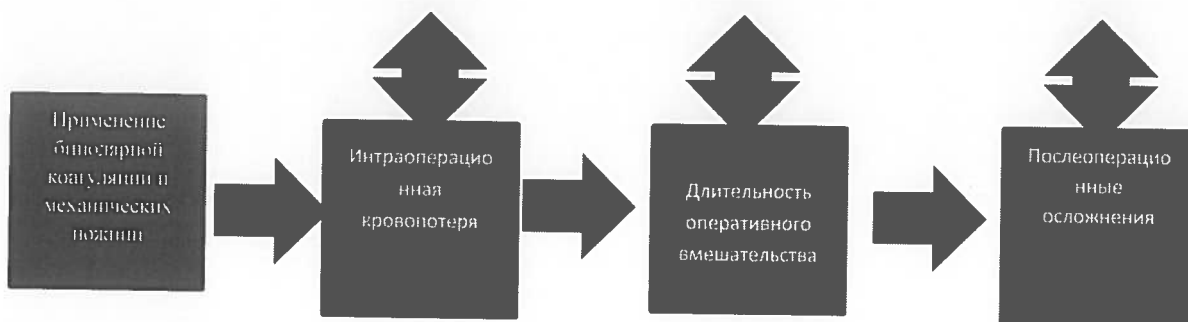 Применение
биполярной
коагуляции и
механических
ножниц
Интраоперацио
нная
кровопотеря
Длительность
оперативного
вмешательства
Послеоперацио
нные
осложнения